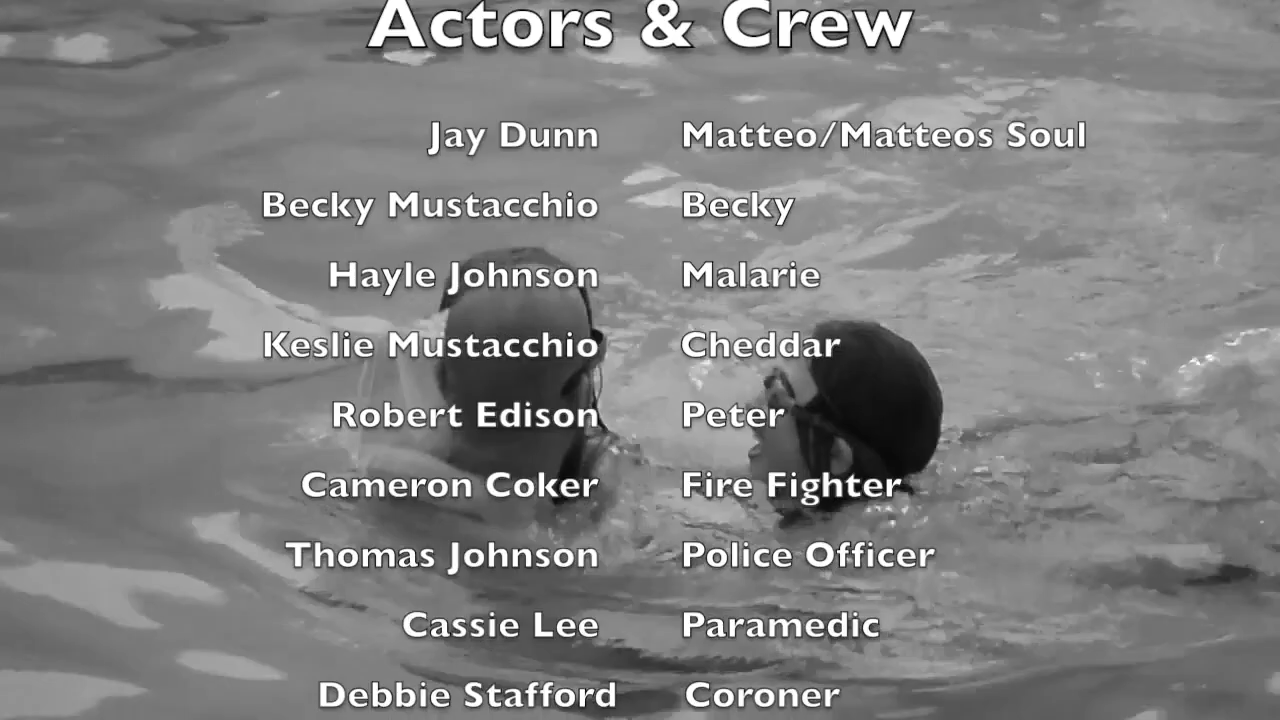 Actors & Crew
Jay Dunn Matteo/Matteos Soul
Becky Mustacchio Becky
Hayle Johnson Malarie
Keslie Mustacchio Cheddar
Robert Edison Peter
Cameron Coker Fire Fighter
Thomas Johnson Police Officer
Cassie Lee Paramedic
Debbie Stafford Coroner